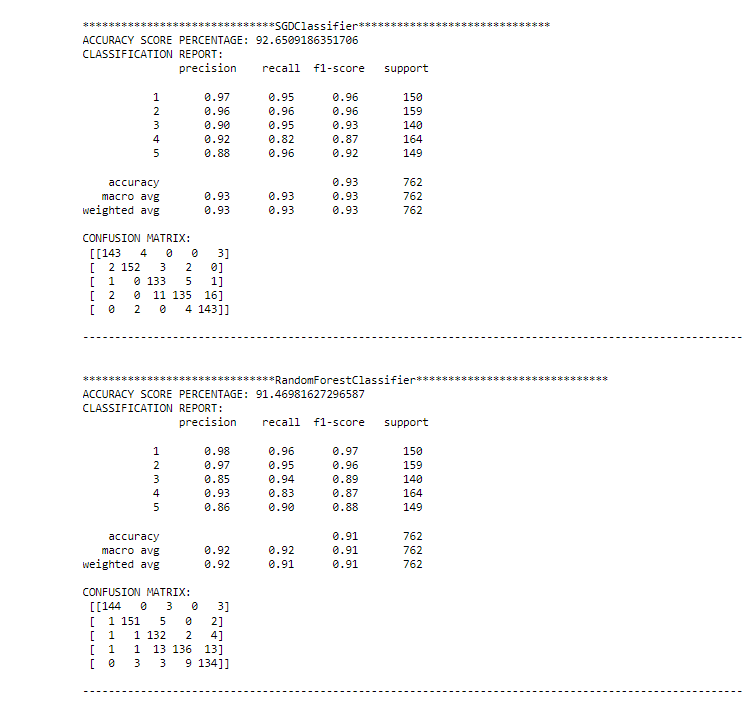 ******************************SGDClassifier******************************
ACCURACY SCORE PERCENTAGE: 92.6509186351706
CLASSIFICATION REPORT:
precision recall f1-score support
1 0.97 0.95 0.96 150
2 0.96 0.96 0.96 159
3 0.90 0.95 0.93 140
4 0.92 0.82 0.87 164
5 0.88 0.96 0.92 149
accuracy 0.93 762
macro avg 0.93 0.93 0.93 762
weighted avg 0.93 0.93 0.93 762
CONFUSION MATRIX:
[[143 4 0 0 3]
[ 2 152 3 2 0]
[ 1 0 133 5 1]
[ 2 0 11 135 16]
[ 0 2 0 4 143]]
-------------------------------------------------------------------------------------------------------
******************************RandomForestClassifier******************************
ACCURACY SCORE PERCENTAGE: 91.46981627296587
CLASSIFICATION REPORT:
precision recall f1-score support
1 0.98 0.96 0.97 150
2 0.97 0.95 0.96 159
3 0.85 0.94 0.89 140
4 0.93 0.83 0.87 164
5 0.86 0.90 0.88 149
accuracy 0.91 762
macro avg 0.92 0.92 0.91 762
weighted avg 0.92 0.91 0.91 762
CONFUSION MATRIX:
[[144 0 3 0 3]
[ 1 151 5 0 2]
[ 1 1 132 2 4]
[ 1 1 13 136 13]
[ 0 3 3 9 134]]
-------------------------------------------------------------------------------------------------------